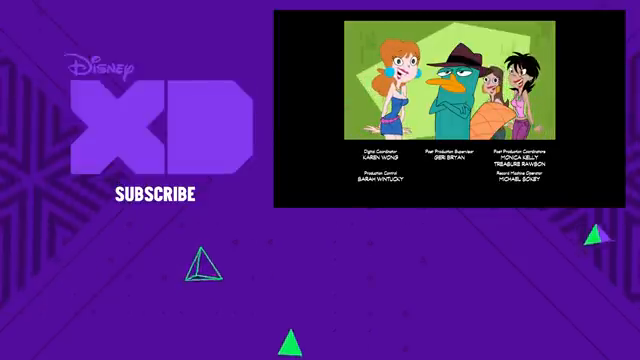 Disney
XD
SUBSCRIBE
Digital Coordinator
KAREN WONG
Production Control
SARAH WINTUCKY
Post Production Supervisor
GERI BRYAN
Post Production Coordinators
MONICA KELLY
TREASURE RAWSON
Record Machine Operator
MICHAEL BOKEY